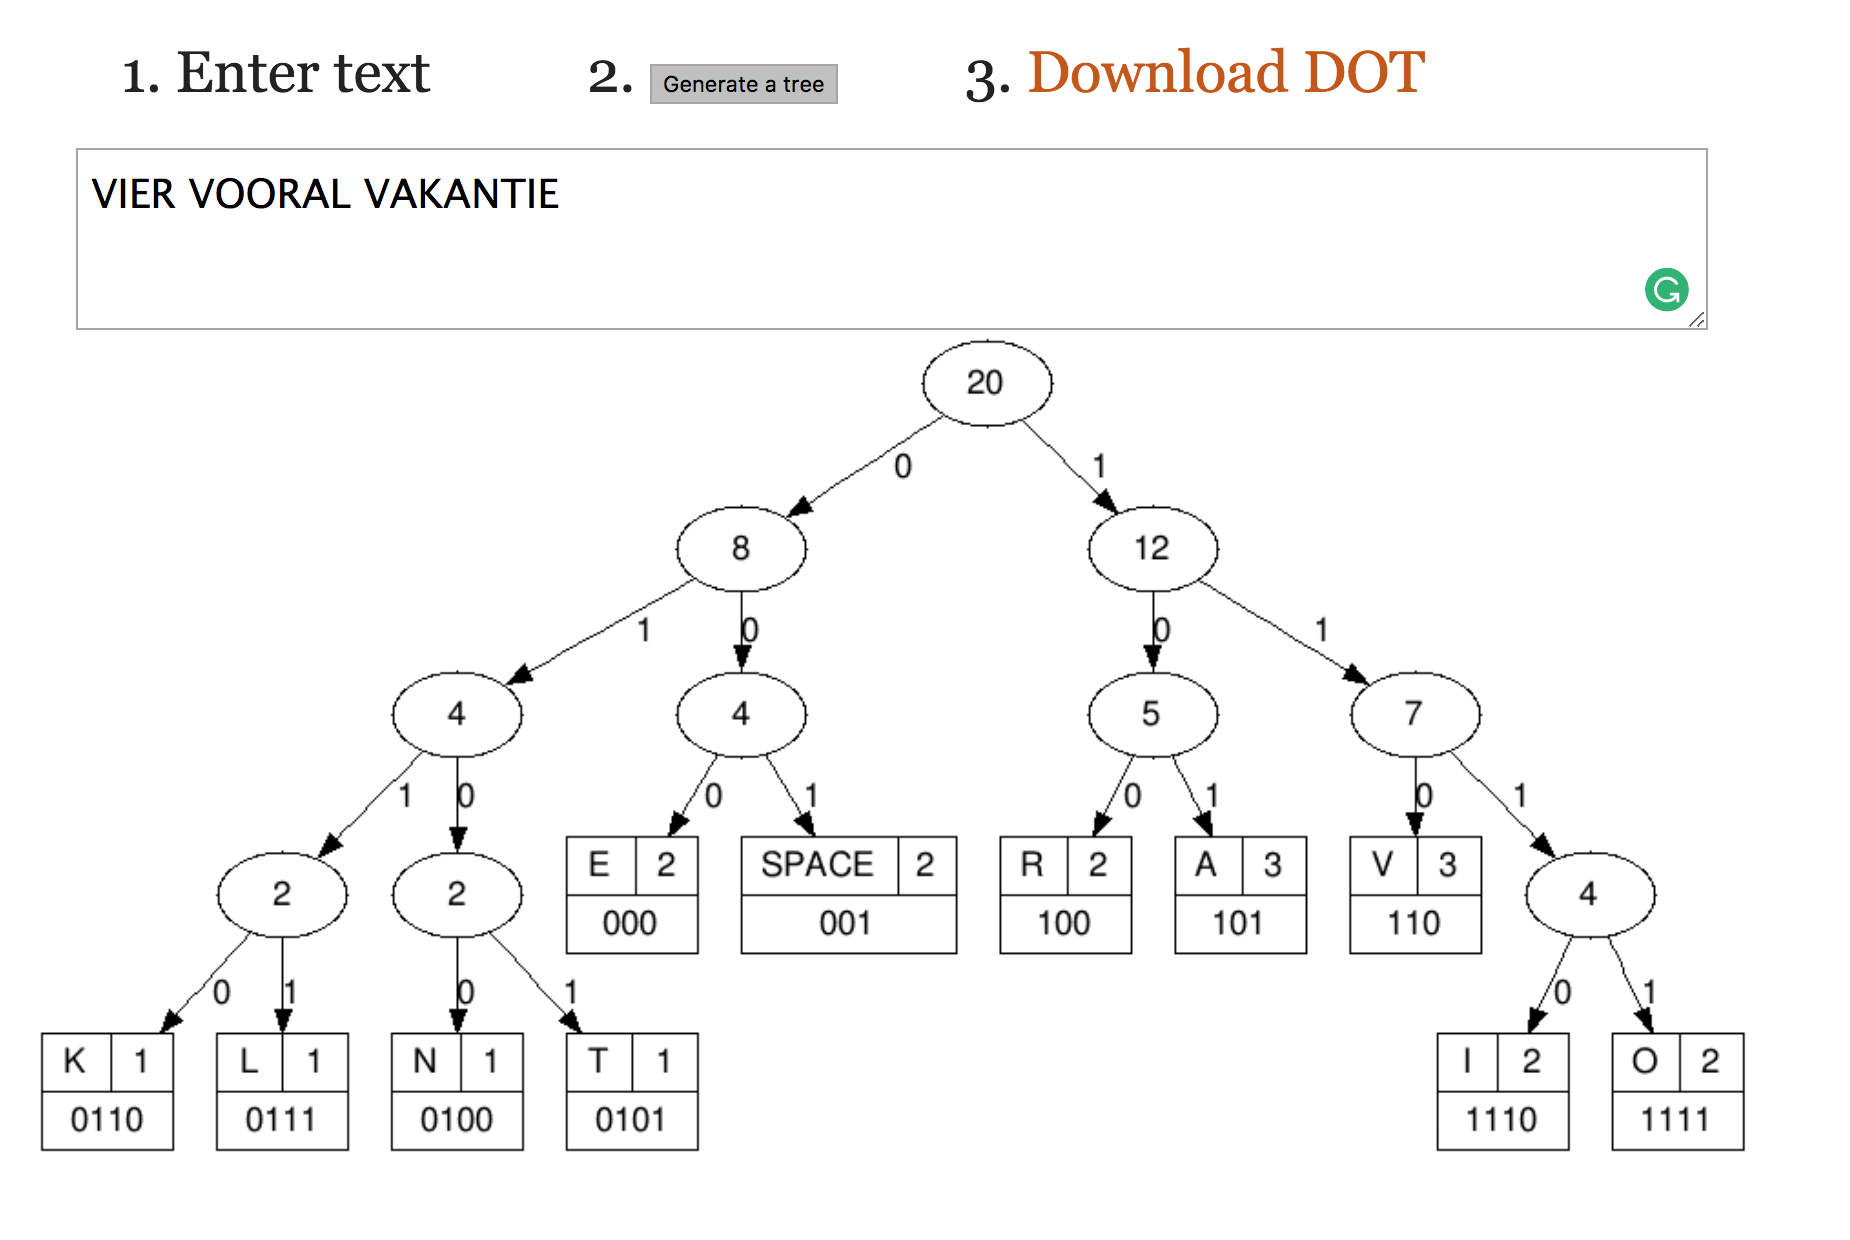 1. Enter text 2. Generate a tree 3. Download DOT
VIER VOORAL VAKANTIE
20
0 1
8 12
1 0 0 1
4 4 5 7
1 0 0 1 0 1 0 1
2 2 E 2 SPACE 2 R 2 A 3 V 3 4
000 001 100 101 110
0 1 0 1 0 1
K 1 L 1 N 1 T 1 I 2 O 2
0110 0111 0100 0101 1110 1111